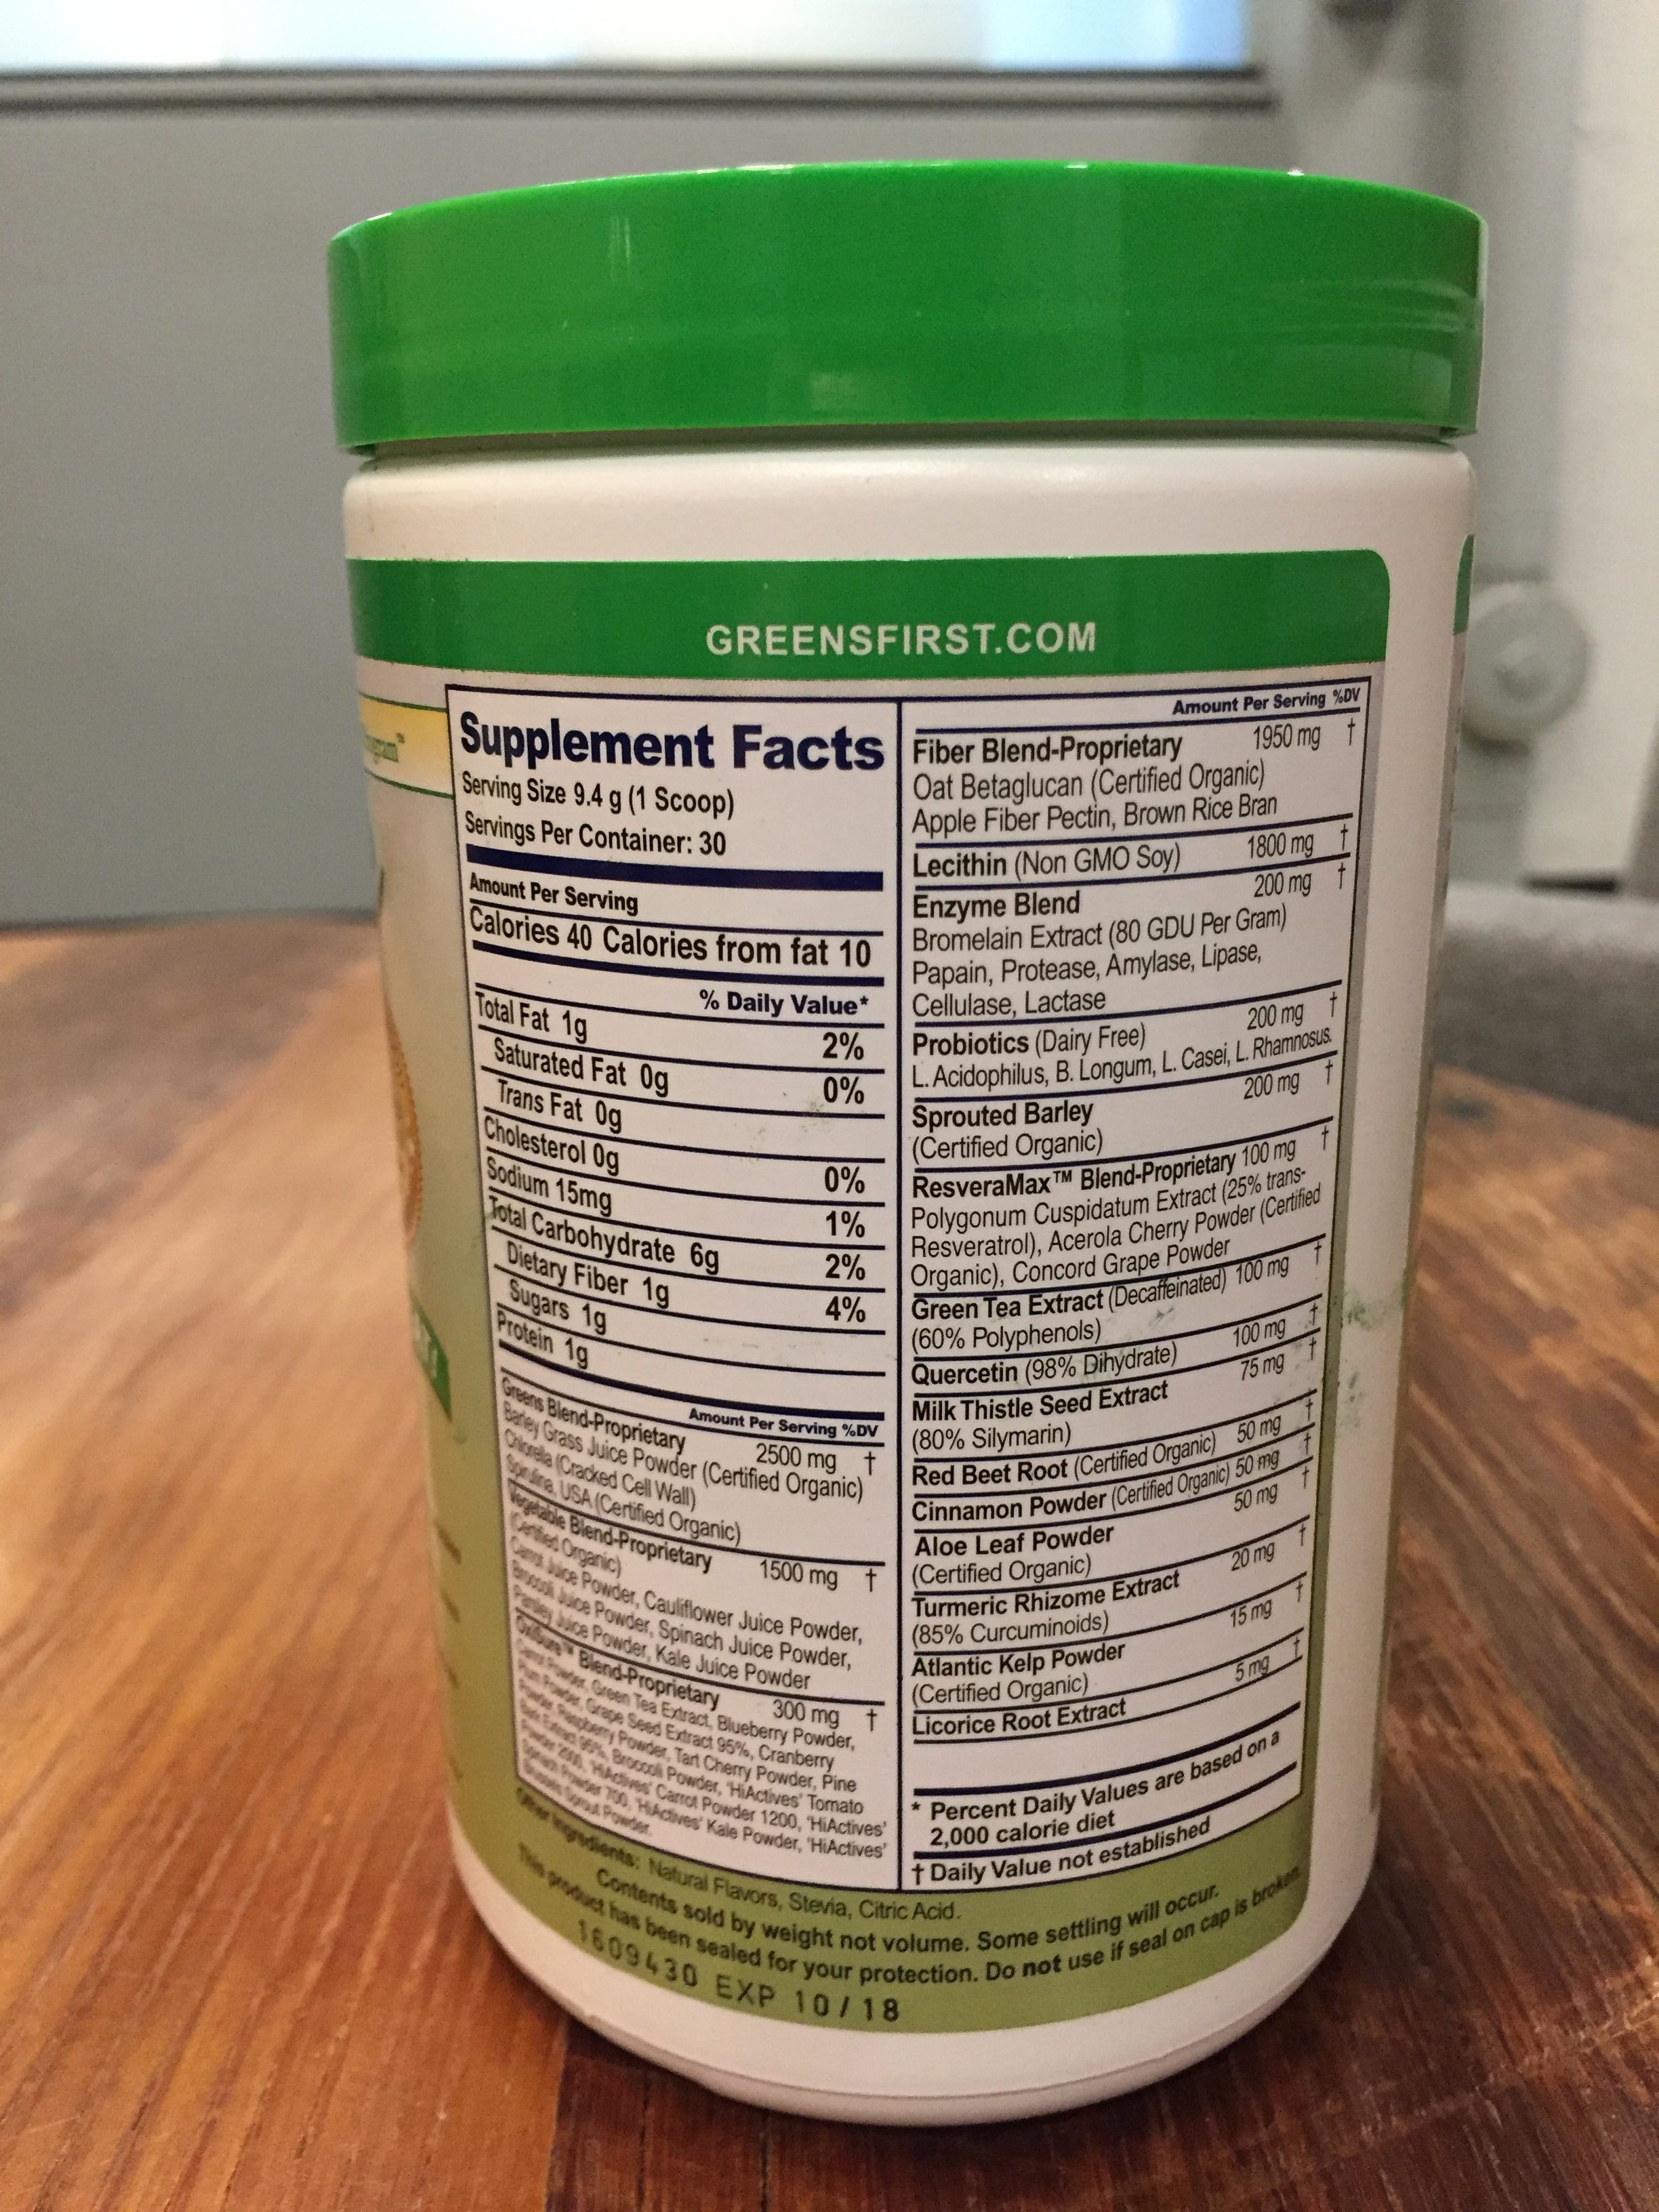 GREENSFIRST.COM
Supplement Facts
Serving Size 9.4 g (1 Scoop)
Servings Per Container: 30
Amount Per Serving
Calories 40 Calories from fat 10
% Daily Value*
Total Fat 1g 2%
Saturated Fat 0g 0%
Trans Fat 0g
Cholesterol 0g 0%
Sodium 15mg 1%
Total Carbohydrate 6g 2%
Dietary Fiber 1g 4%
Sugars 1g
Protein 1g
Amount Per Serving %DV
Greens Blend-Proprietary 2500 mg †
Barley Grass Juice Powder (Certified Organic)
Chlorella (Cracked Cell Wall)
Spirulina, USA (Certified Organic)
Vegetable Blend-Proprietary 1500 mg †
(Certified Organic)
Carrot Juice Powder, Cauliflower Juice Powder,
Broccoli Juice Powder, Spinach Juice Powder,
Parsley Juice Powder, Kale Juice Powder
OxiSure™ Blend-Proprietary 300 mg †
Carrot Powder, Green Tea Extract, Blueberry Powder,
Plum Powder, Grape Seed Extract 95%, Cranberry
Powder, Raspberry Powder, Tart Cherry Powder, Pine
Bark Extract 95%, Broccoli Powder, 'HiActives' Tomato
Powder 2000, 'HiActives' Carrot Powder 1200, 'HiActives'
Spinach Powder 700, 'HiActives' Kale Powder, 'HiActives'
Brussels Sprout Powder.
Amount Per Serving %DV
Fiber Blend-Proprietary 1950 mg †
Oat Betaglucan (Certified Organic)
Apple Fiber Pectin, Brown Rice Bran
Lecithin (Non GMO Soy) 1800 mg †
Enzyme Blend 200 mg †
Bromelain Extract (80 GDU Per Gram)
Papain, Protease, Amylase, Lipase,
Cellulase, Lactase
Probiotics (Dairy Free) 200 mg †
L. Acidophilus, B. Longum, L. Casei, L. Rhamnosus.
Sprouted Barley 200 mg †
(Certified Organic)
ResveraMax™ Blend-Proprietary 100 mg †
Polygonum Cuspidatum Extract (25% trans-
Resveratrol), Acerola Cherry Powder (Certified
Organic), Concord Grape Powder
Green Tea Extract (Decaffeinated) 100 mg †
(60% Polyphenols)
Quercetin (98% Dihydrate) 100 mg †
Milk Thistle Seed Extract 75 mg †
(80% Silymarin)
Red Beet Root (Certified Organic) 50 mg †
Cinnamon Powder (Certified Organic) 50 mg †
Aloe Leaf Powder 50 mg †
(Certified Organic)
Turmeric Rhizome Extract 20 mg †
(85% Curcuminoids)
Atlantic Kelp Powder 15 mg †
(Certified Organic)
Licorice Root Extract 5 mg †
* Percent Daily Values are based on a
2,000 calorie diet
† Daily Value not established
Other Ingredients: Natural Flavors, Stevia, Citric Acid.
Contents sold by weight not volume. Some settling will occur.
This product has been sealed for your protection. Do not use if seal on cap is broken.
1609430 EXP 10/18